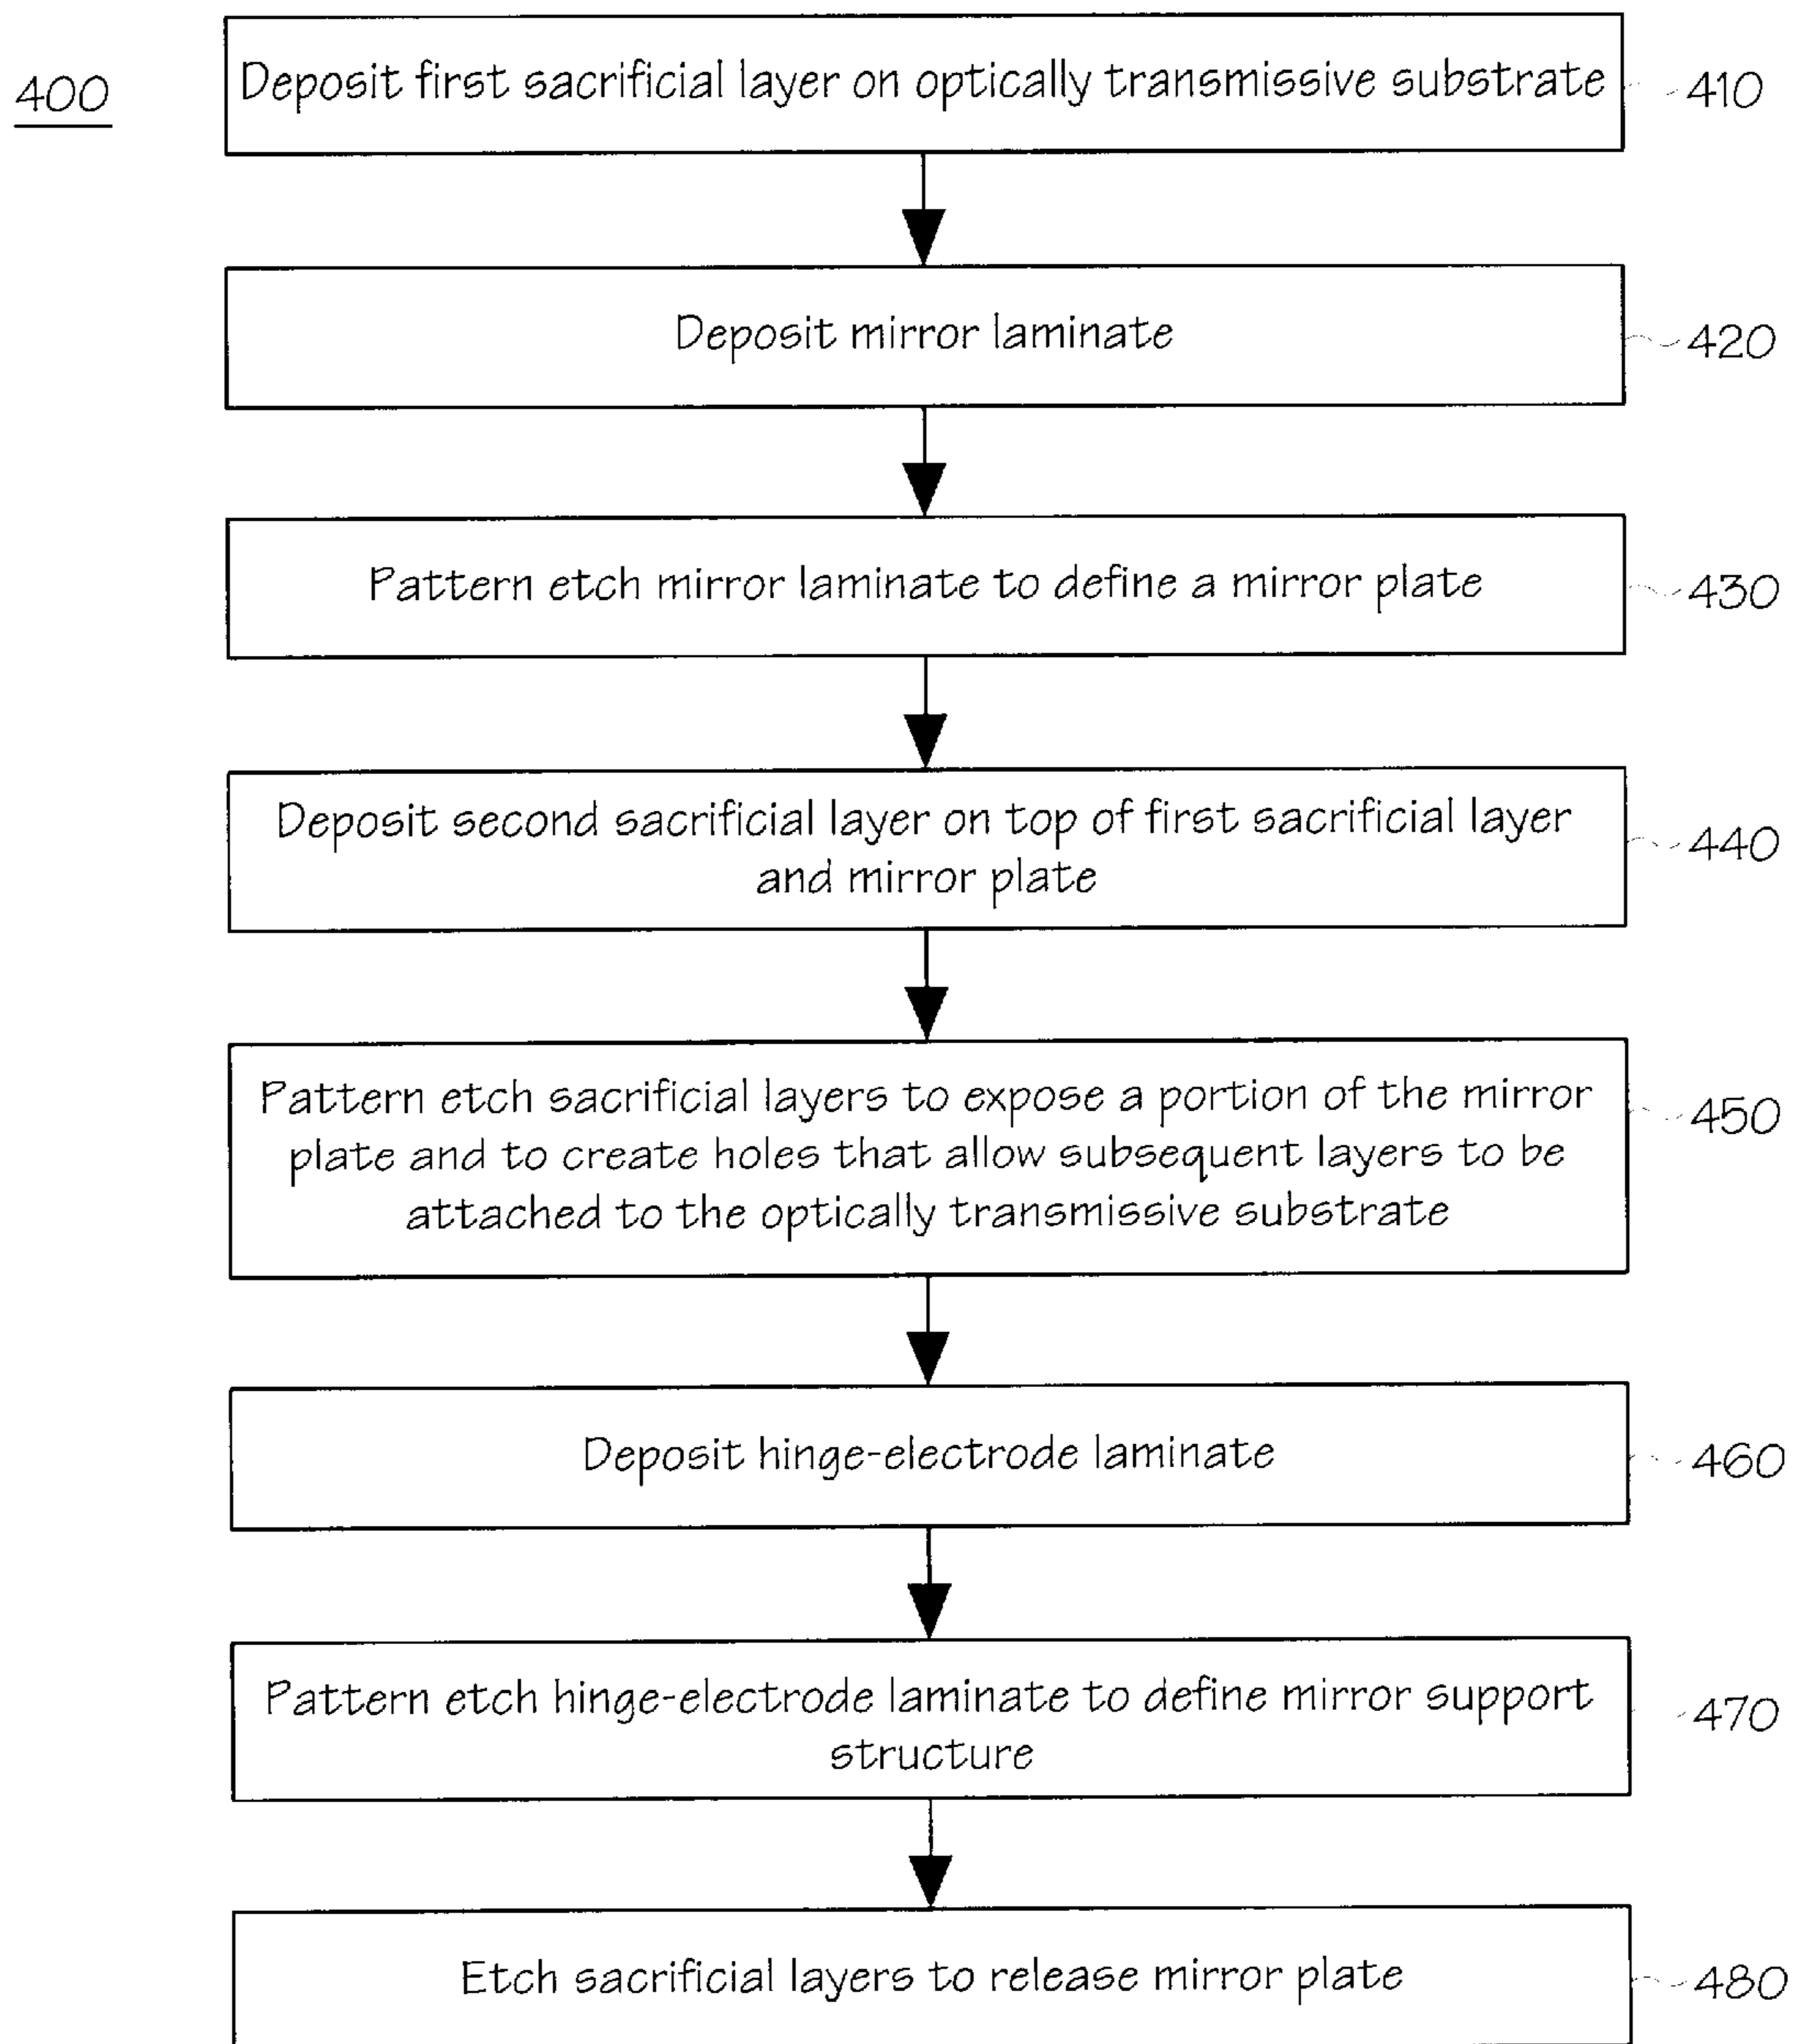 400
Deposit first sacrificial layer on optically transmissive substrate
410
Deposit mirror laminate
420
Pattern etch mirror laminate to define a mirror plate
430
Deposit second sacrificial layer on top of first sacrificial layer
and mirror plate
440
Pattern etch sacrificial layers to expose a portion of the mirror
plate and to create holes that allow subsequent layers to be
attached to the optically transmissive substrate
450
Deposit hinge-electrode laminate
460
Pattern etch hinge-electrode laminate to define mirror support
structure
470
Etch sacrificial layers to release mirror plate
480